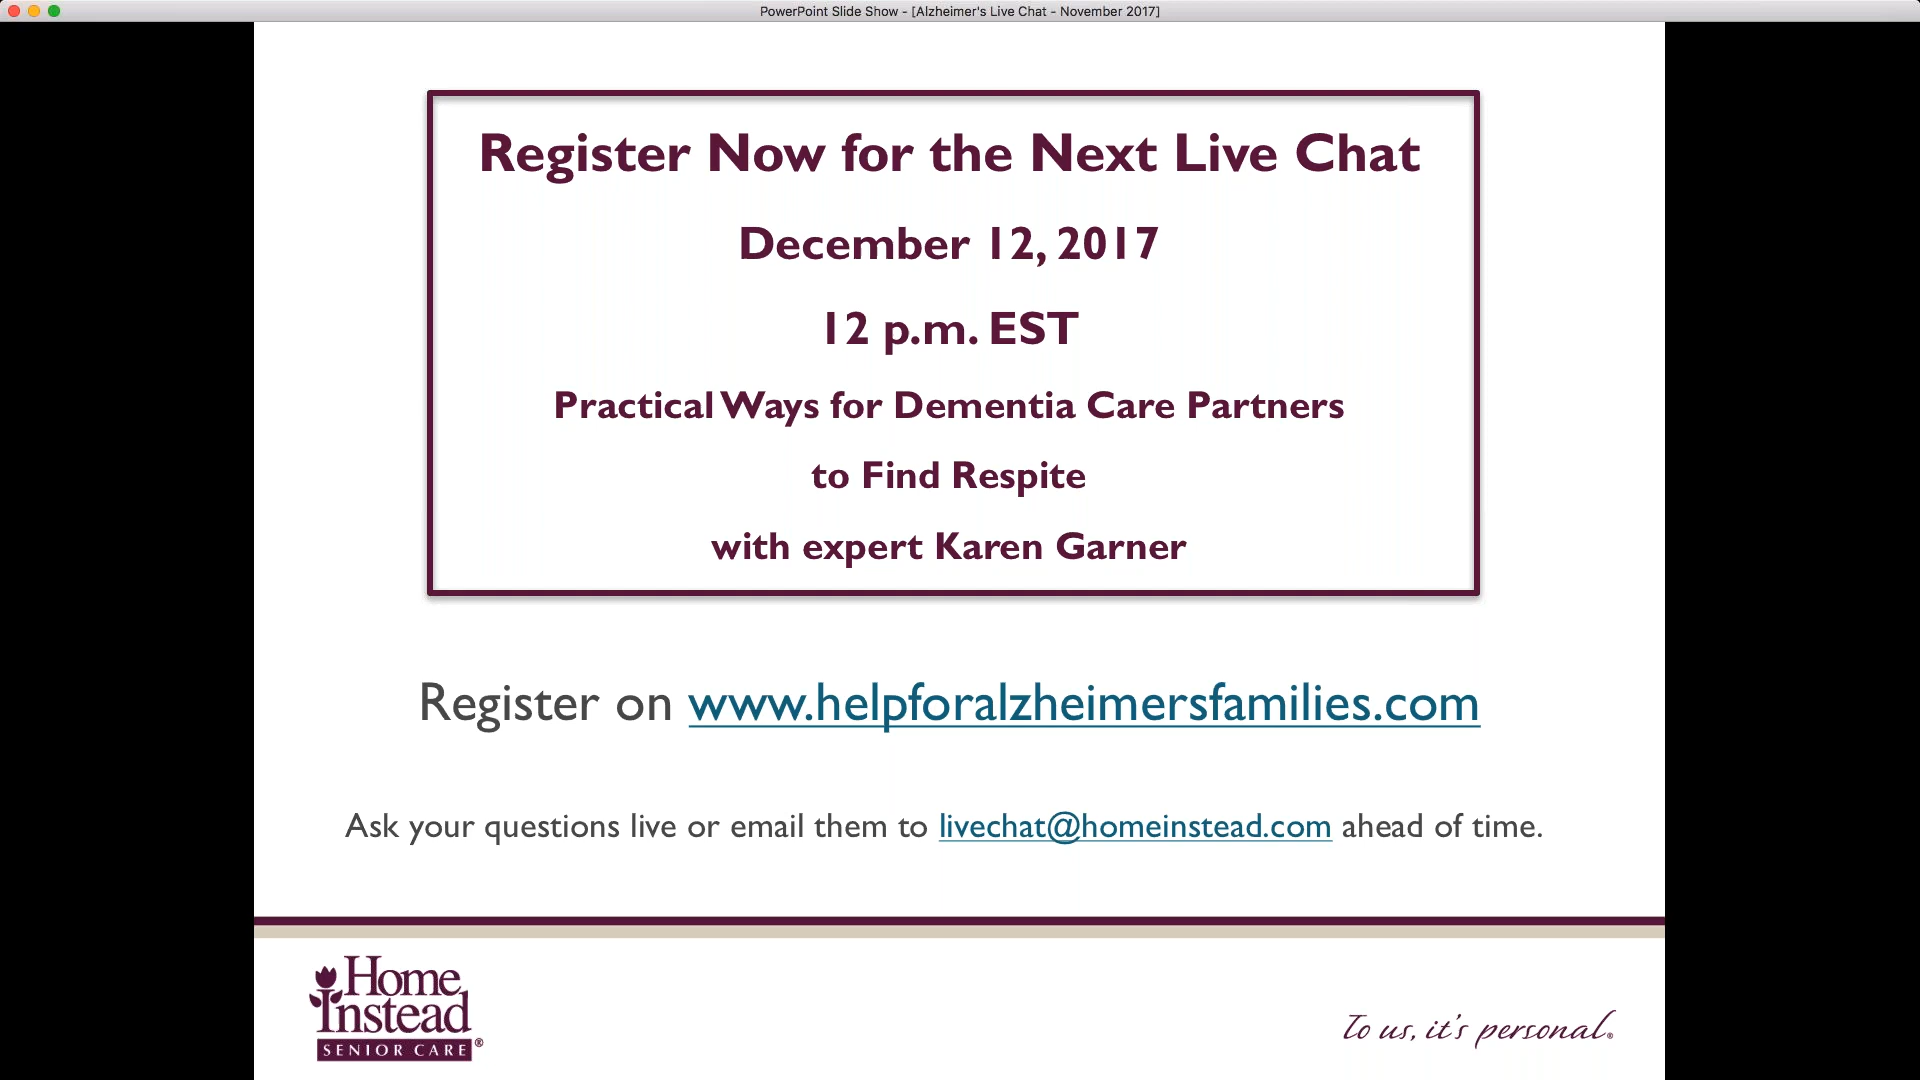 PowerPoint Slide Show - [Alzheimer's Live Chat - November 2017]
Register Now for the Next Live Chat
December 12, 2017
12 p.m. EST
Practical Ways for Dementia Care Partners
to Find Respite
with expert Karen Garner
Register on www.helpforalzheimersfamilies.com
Ask your questions live or email them to livechat@homeinstead.com ahead of time.
Home
Instead
SENIOR CARE®
To us, it's personal.®